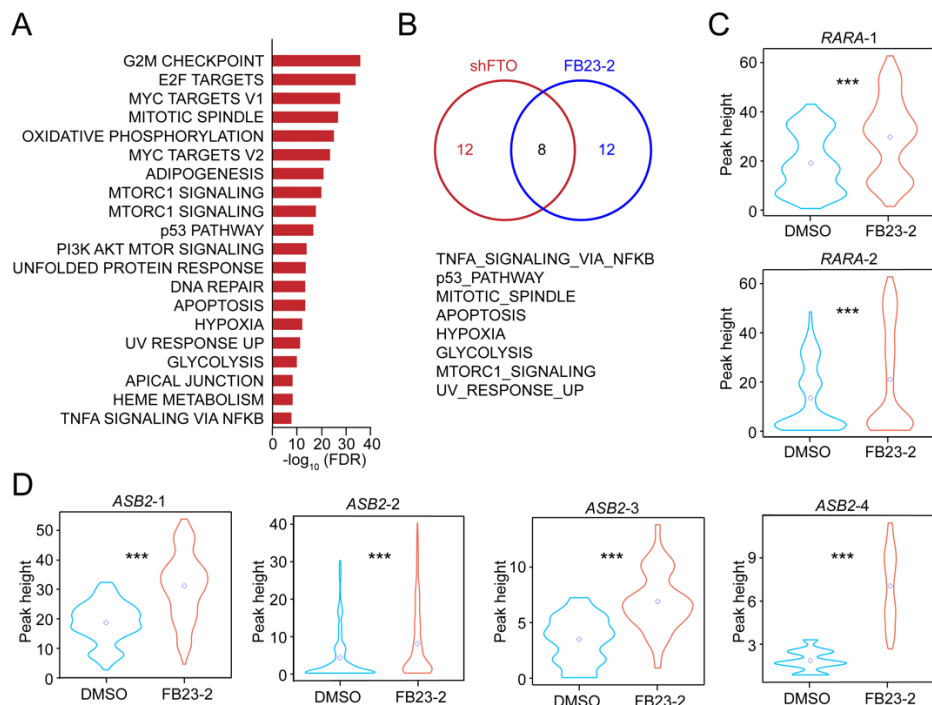 A
G2M CHECKPOINT
E2F TARGETS
MYC TARGETS V1
MITOTIC SPINDLE
OXIDATIVE PHOSPHORYLATION
MYC TARGETS V2
ADIPOGENESIS
MTORC1 SIGNALING
MTORC1 SIGNALING
p53 PATHWAY
PI3K AKT MTOR SIGNALING
UNFOLDED PROTEIN RESPONSE
DNA REPAIR
APOPTOSIS
HYPOXIA
UV RESPONSE UP
GLYCOLYSIS
APICAL JUNCTION
HEME METABOLISM
TNFA SIGNALING VIA NFKB
0 10 20 30 40
-log10 (FDR)
B
shFTO FB23-2
12 8 12
TNFA_SIGNALING_VIA_NFKB
p53_PATHWAY
MITOTIC_SPINDLE
APOPTOSIS
HYPOXIA
GLYCOLYSIS
MTORC1_SIGNALING
UV_RESPONSE_UP
C
RARA-1
Peak height
60
40
20
0
***
DMSO FB23-2
RARA-2
Peak height
60
40
20
0
***
DMSO FB23-2
D
ASB2-1
Peak height
50
40
30
20
10
0
***
DMSO FB23-2
ASB2-2
Peak height
40
30
20
10
0
***
DMSO FB23-2
ASB2-3
Peak height
10
5
0
***
DMSO FB23-2
ASB2-4
Peak height
9
6
3
***
DMSO FB23-2